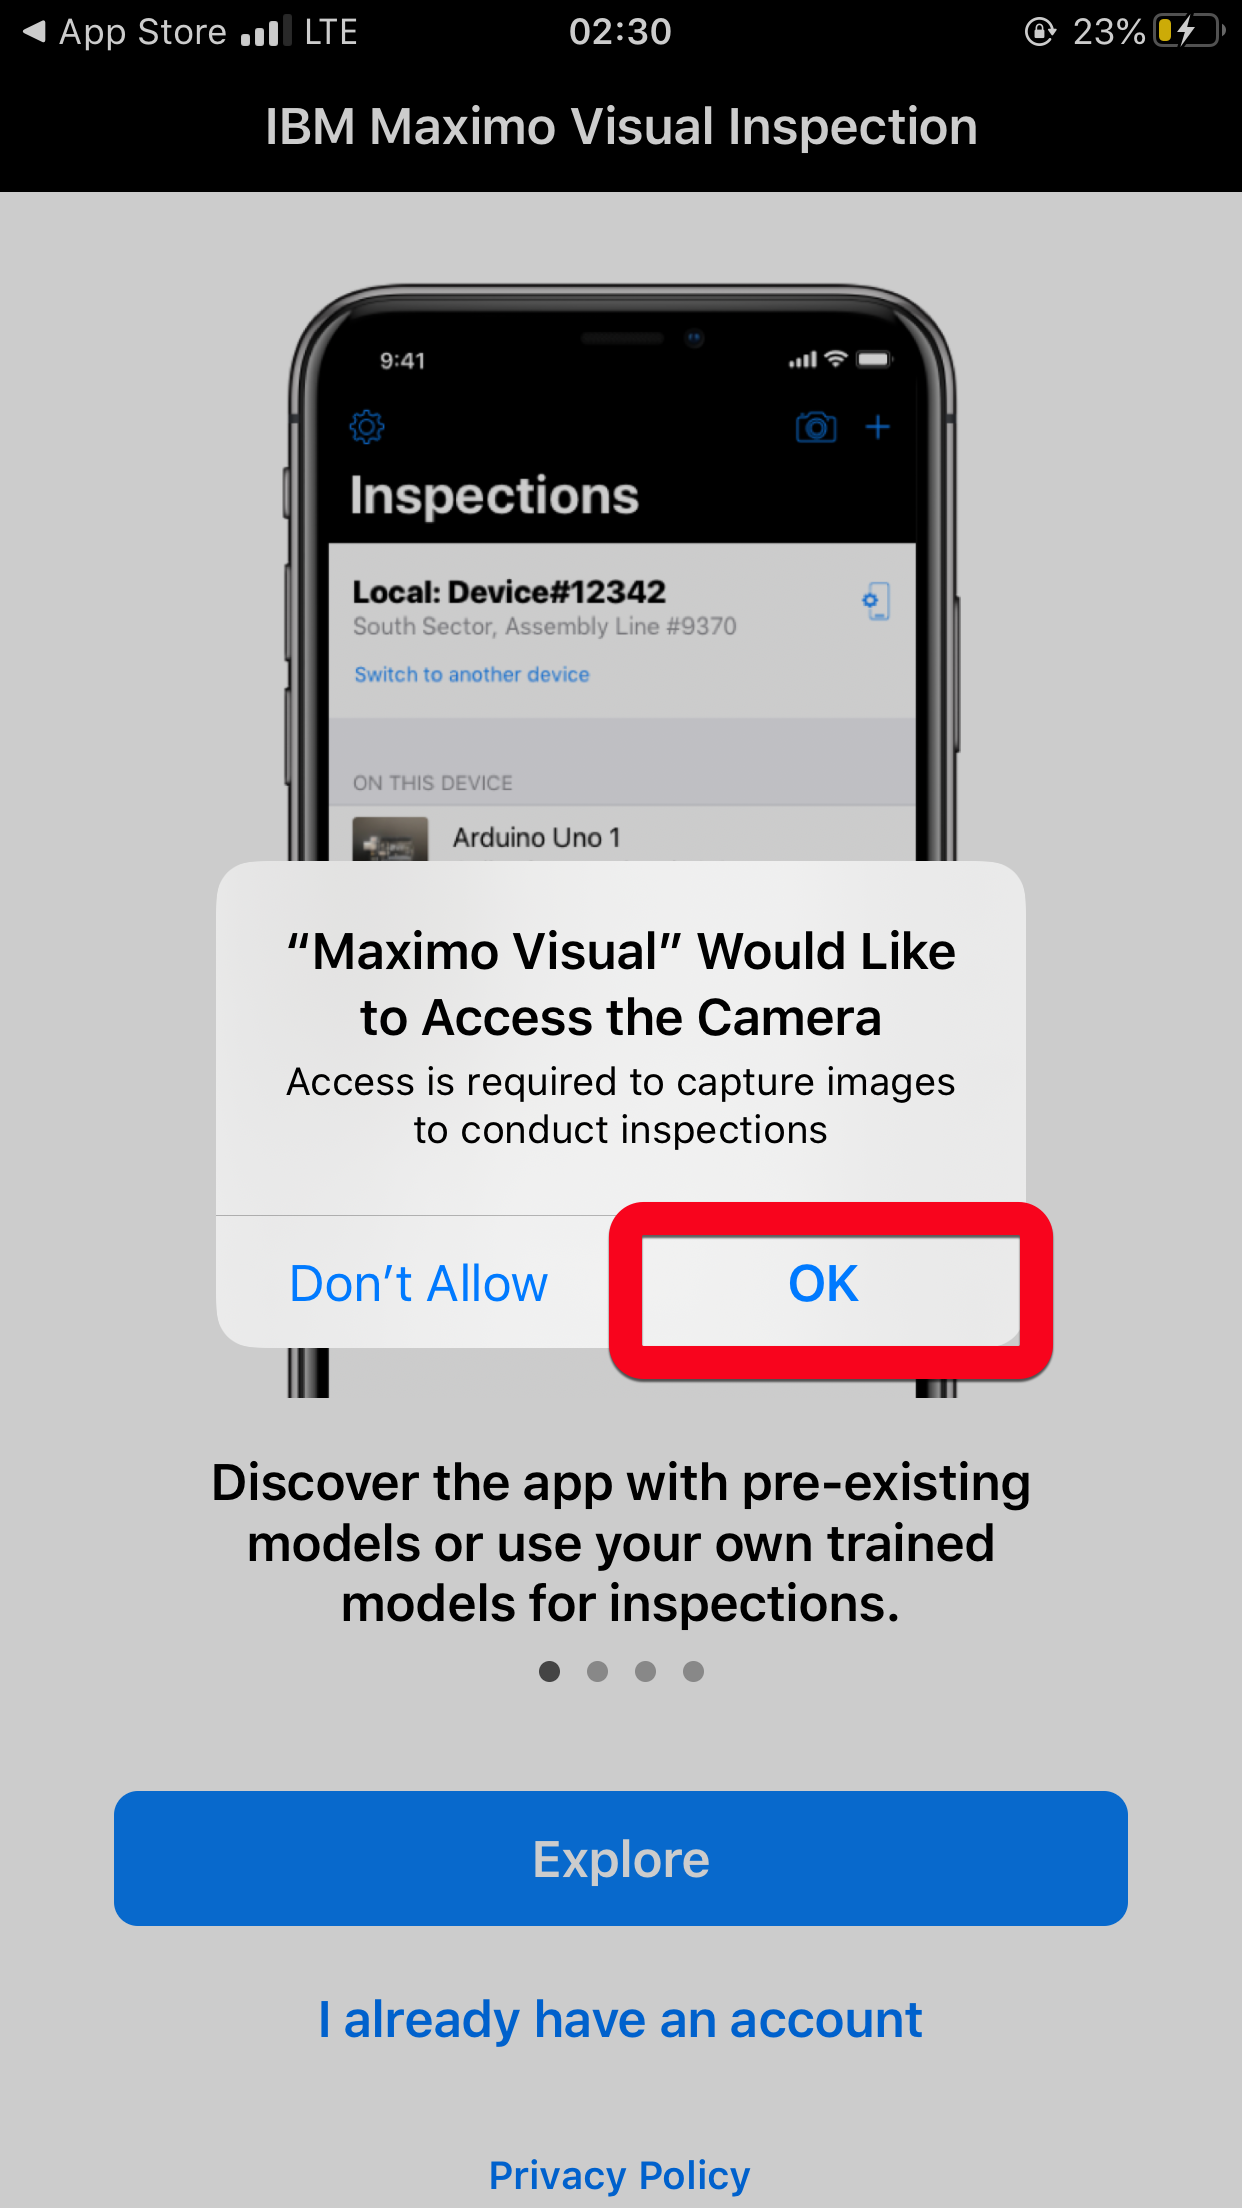 App Store LTE 02:30 23%
IBM Maximo Visual Inspection
9:41
Inspections
Local: Device#12342
South Sector, Assembly Line #9370
Switch to another device
ON THIS DEVICE
Arduino Uno 1
“Maximo Visual” Would Like
to Access the Camera
Access is required to capture images
to conduct inspections
Don’t Allow OK
Discover the app with pre-existing
models or use your own trained
models for inspections.
Explore
I already have an account
Privacy Policy